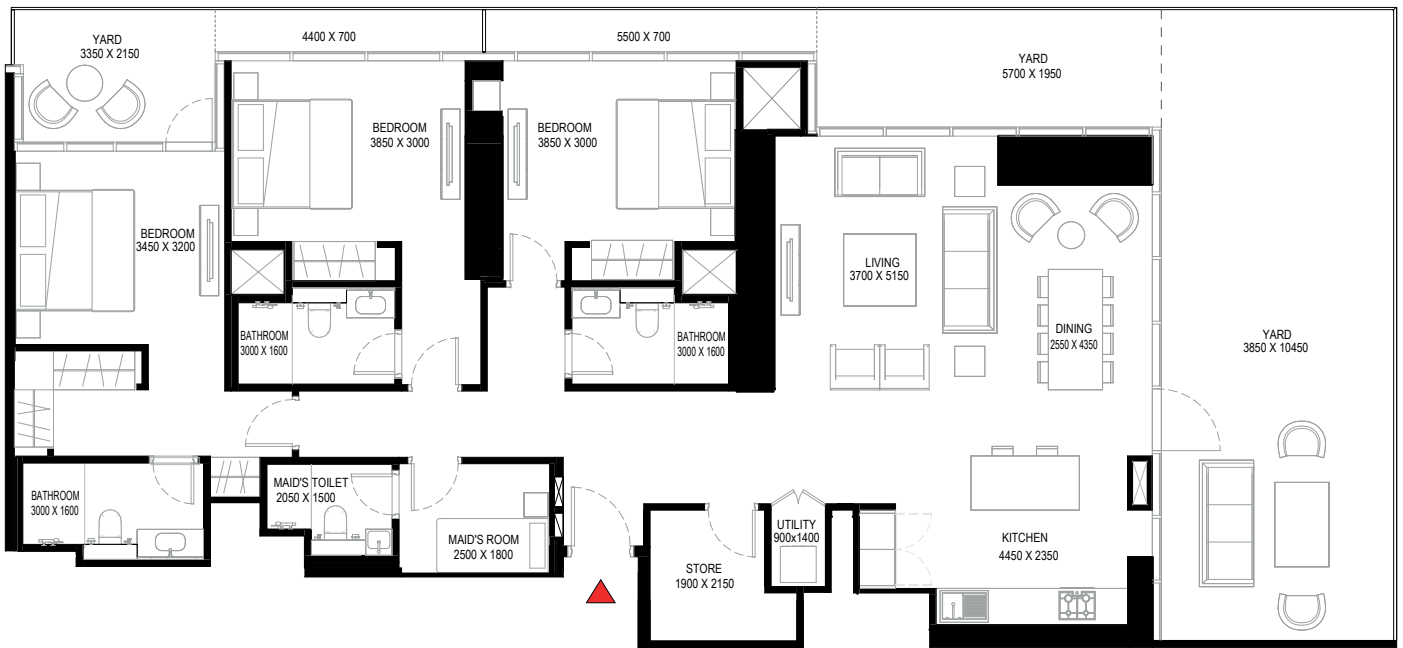 YARD
3350 X 2150
4400 X 700
5500 X 700
YARD
5700 X 1950
BEDROOM
3850 X 3000
BEDROOM
3850 X 3000
BEDROOM
3450 X 3200
LIVING
3700 X 5150
BATHROOM
3000 X 1600
BATHROOM
3000 X 1600
DINING
2550 X 4350
YARD
3850 X 10450
BATHROOM
3000 X 1600
MAID'S TOILET
2050 X 1500
MAID'S ROOM
2500 X 1800
STORE
1900 X 2150
UTILITY
900x1400
KITCHEN
4450 X 2350